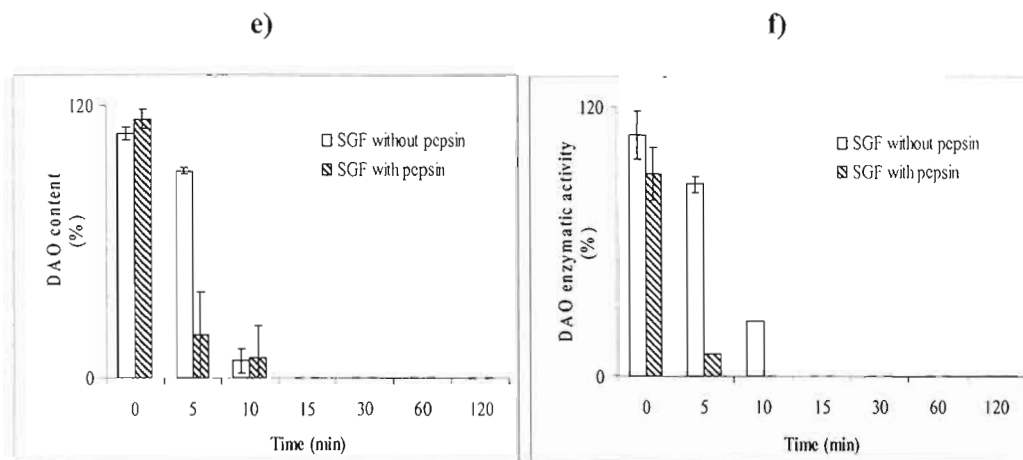 e)
120
DAO content
(%)
0
SGF without pepsin
SGF with pepsin
0 5 10 15 30 60 120
Time (min)
f)
120
DAO enzymatic activity
(%)
0
SGF without pepsin
SGF with pepsin
0 5 10 15 30 60 120
Time (min)